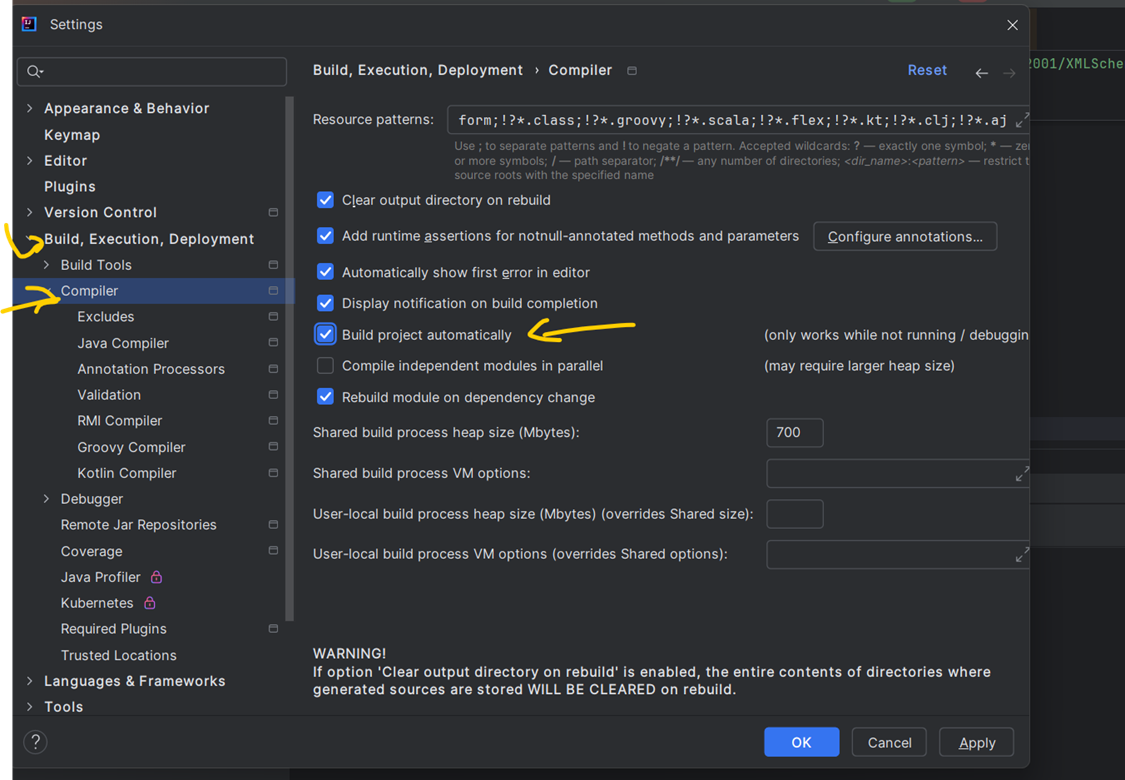 Settings
2001/XMLSche
Appearance & Behavior
Keymap
Editor
Plugins
Version Control
Build, Execution, Deployment
Build Tools
Compiler
Excludes
Java Compiler
Annotation Processors
Validation
RMI Compiler
Groovy Compiler
Kotlin Compiler
Debugger
Remote Jar Repositories
Coverage
Java Profiler
Kubernetes
Required Plugins
Trusted Locations
Languages & Frameworks
Tools
?
Build, Execution, Deployment › Compiler
Reset
Resource patterns: form;!?*.class;!?*.groovy;!?*.scala;!?*.flex;!?*.kt;!?*.clj;!?*.aj
Use ; to separate patterns and ! to negate a pattern. Accepted wildcards: ? — exactly one symbol; * — zer
or more symbols; / — path separator; /**/ — any number of directories; <dir_name>:<pattern> — restrict t
source roots with the specified name
Clear output directory on rebuild
Add runtime assertions for notnull-annotated methods and parameters Configure annotations...
Automatically show first error in editor
Display notification on build completion
Build project automatically (only works while not running / debuggin
Compile independent modules in parallel (may require larger heap size)
Rebuild module on dependency change
Shared build process heap size (Mbytes): 700
Shared build process VM options:
User-local build process heap size (Mbytes) (overrides Shared size):
User-local build process VM options (overrides Shared options):
WARNING!
If option 'Clear output directory on rebuild' is enabled, the entire contents of directories where
generated sources are stored WILL BE CLEARED on rebuild.
OK Cancel Apply